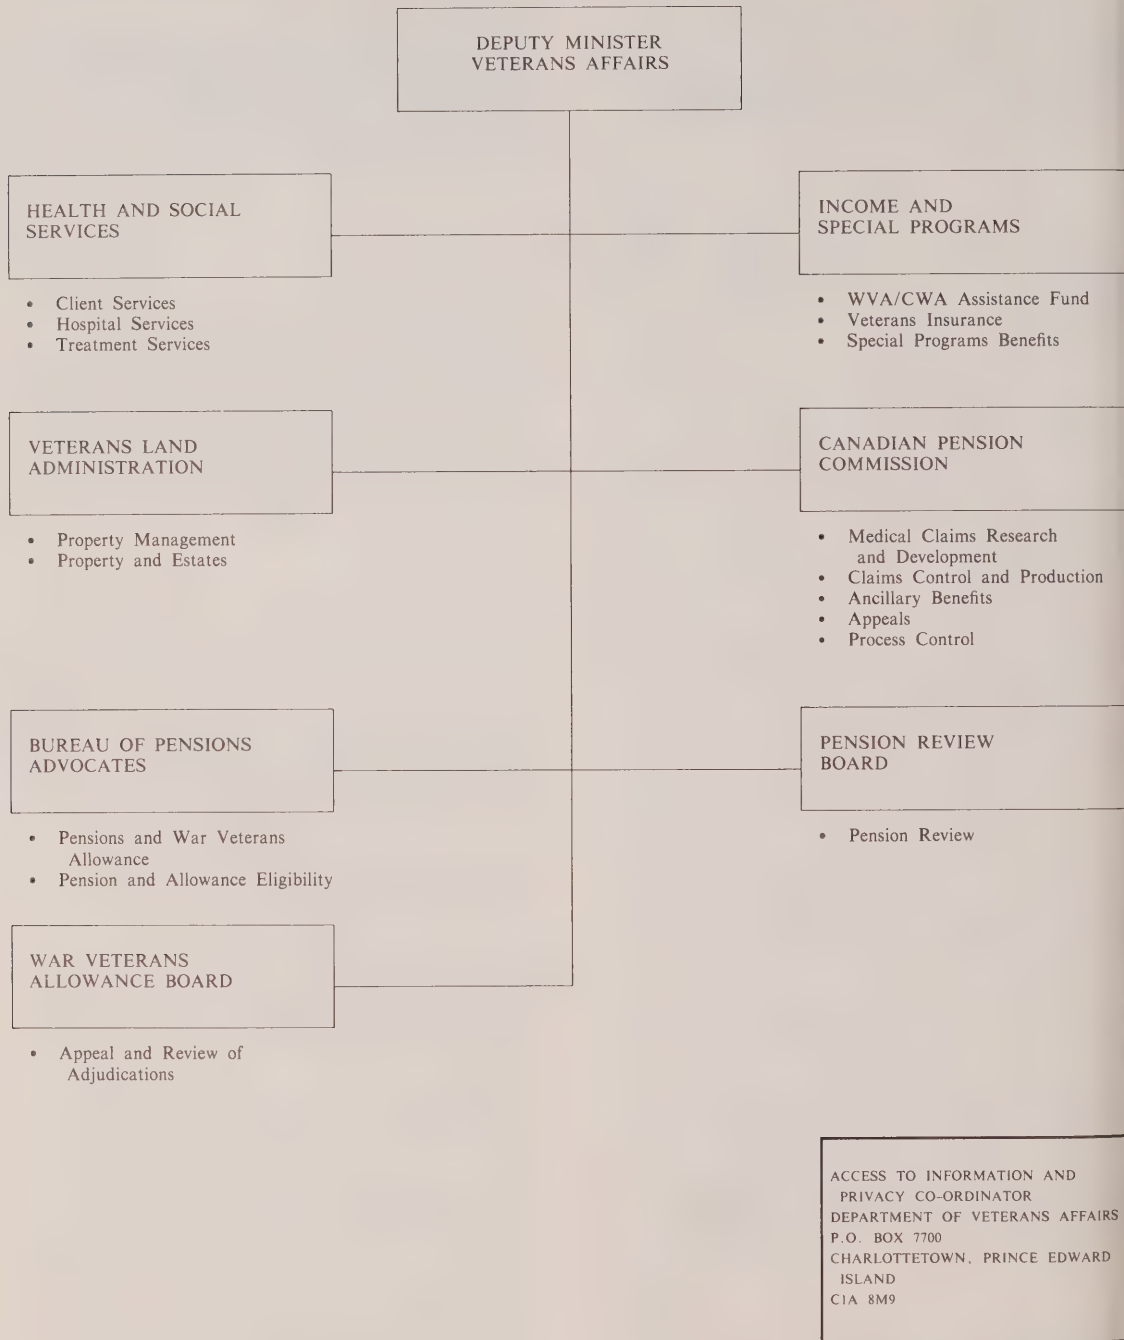 DEPUTY MINISTER
VETERANS AFFAIRS
HEALTH AND SOCIAL
SERVICES
• Client Services
• Hospital Services
• Treatment Services
INCOME AND
SPECIAL PROGRAMS
• WVA/CWA Assistance Fund
• Veterans Insurance
• Special Programs Benefits
VETERANS LAND
ADMINISTRATION
• Property Management
• Property and Estates
CANADIAN PENSION
COMMISSION
• Medical Claims Research
and Development
• Claims Control and Production
• Ancillary Benefits
• Appeals
• Process Control
BUREAU OF PENSIONS
ADVOCATES
• Pensions and War Veterans
Allowance
• Pension and Allowance Eligibility
PENSION REVIEW
BOARD
• Pension Review
WAR VETERANS
ALLOWANCE BOARD
• Appeal and Review of
Adjudications
ACCESS TO INFORMATION AND
PRIVACY CO-ORDINATOR
DEPARTMENT OF VETERANS AFFAIRS
P.O. BOX 7700
CHARLOTTETOWN, PRINCE EDWARD
ISLAND
C1A 8M9